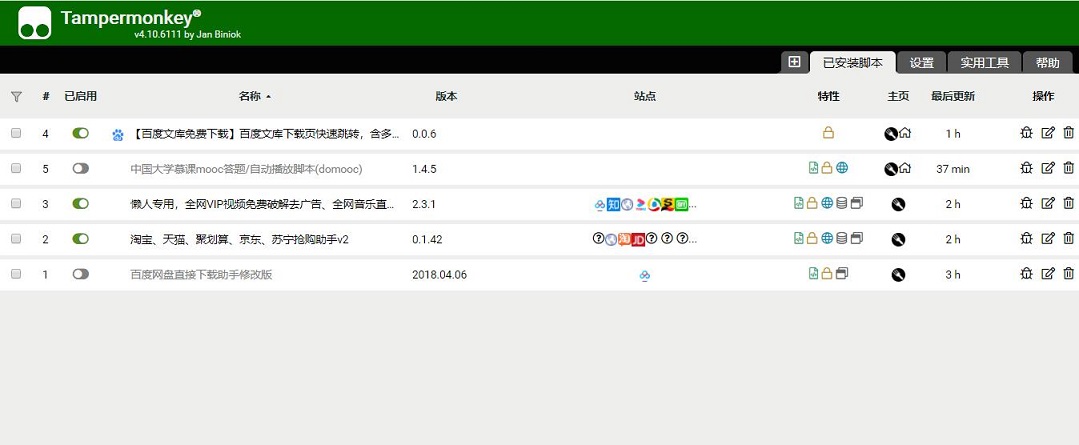 Tampermonkey®
v4.10.6111 by Jan Biniok
已安装脚本 设置 实用工具 帮助
# 已启用 名称 版本 站点 特性 主页 最后更新 操作
4 【百度文库免费下载】百度文库下载页快速跳转，含多... 0.0.6 1 h
5 中国大学慕课mooc答题/自动播放脚本(domooc) 1.4.5 37 min
3 懒人专用，全网VIP视频免费破解去广告、全网音乐直... 2.3.1 知 ... 2 h
2 淘宝、天猫、聚划算、京东、苏宁抢购助手v2 0.1.42 淘 JD ... 2 h
1 百度网盘直接下载助手修改版 2018.04.06 3 h